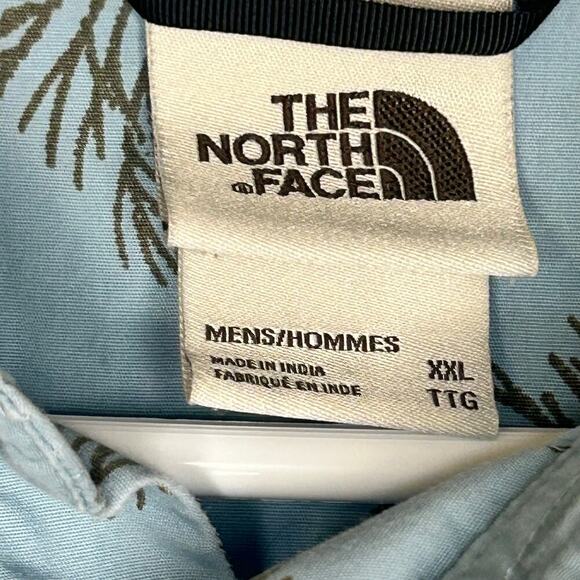 THE
NORTH
® FACE
MENS/HOMMES
MADE IN INDIA XXL
FABRIQUÉ EN INDE TTG